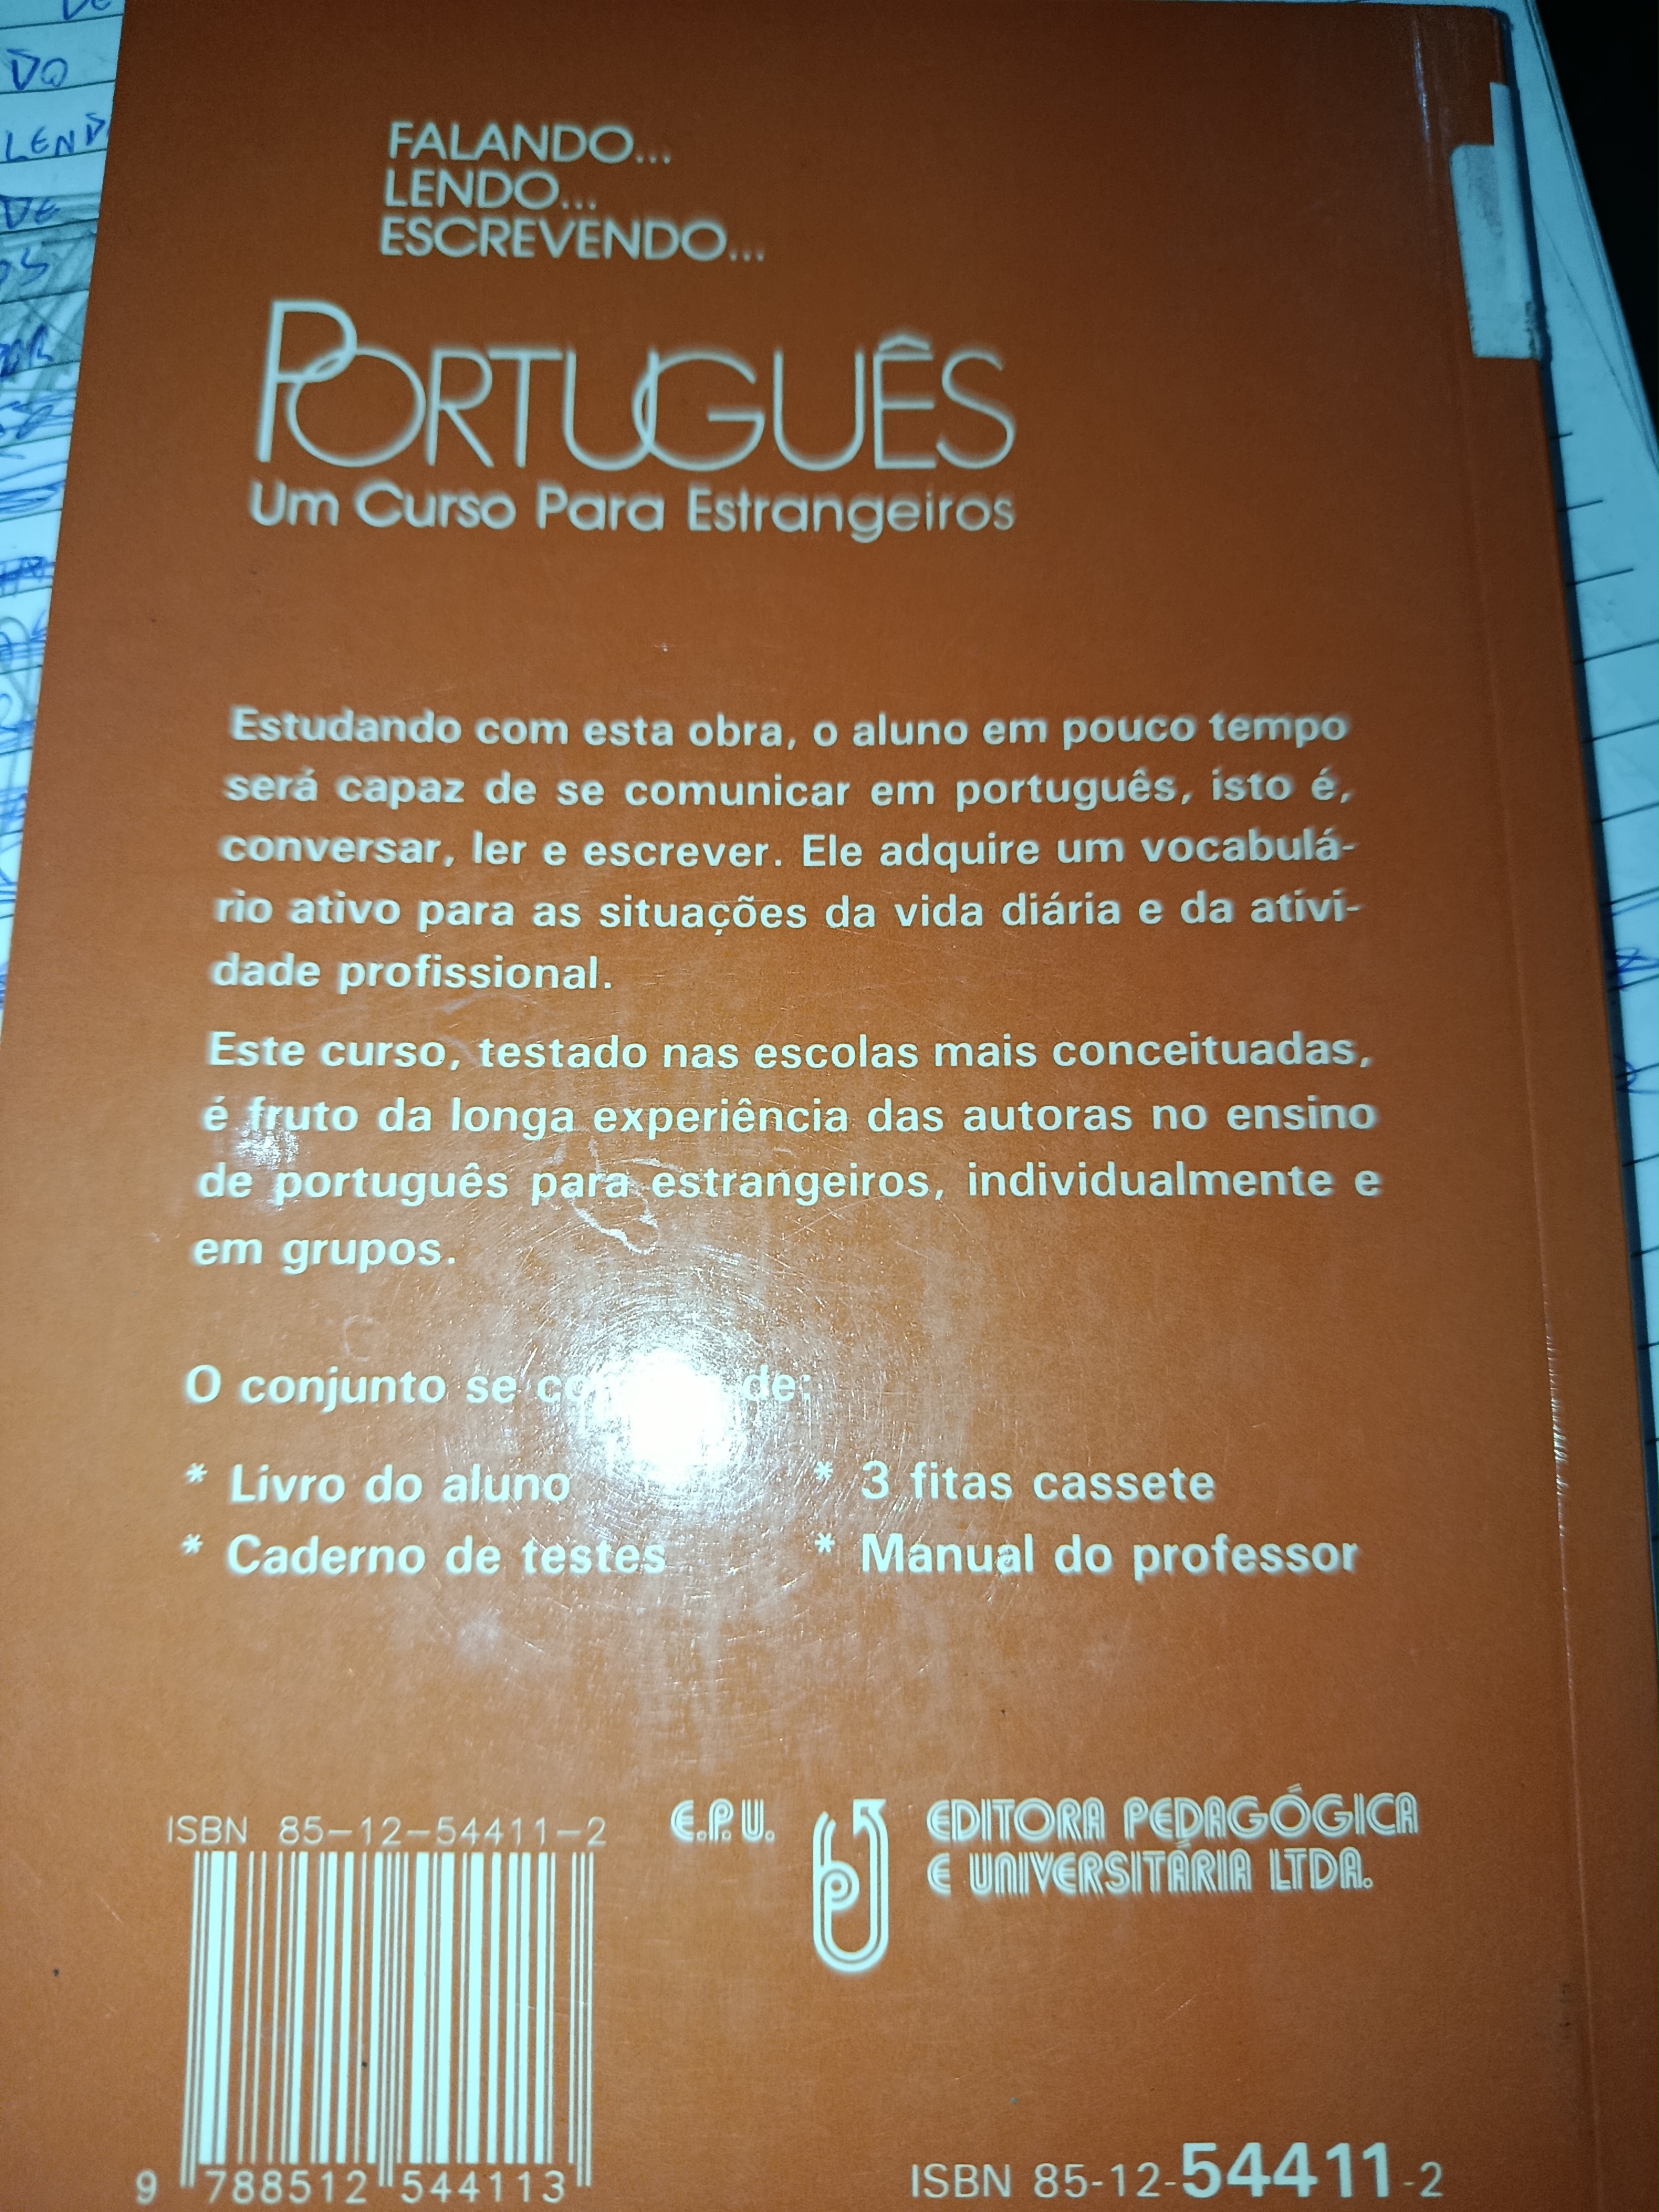 FALANDO...
LENDO...
ESCREVENDO...
PORTUGUÊS
Um Curso Para Estrangeiros
Estudando com esta obra, o aluno em pouco tempo
será capaz de se comunicar em português, isto é,
conversar, ler e escrever. Ele adquire um vocabulá-
rio ativo para as situações da vida diária e da ativi-
dade profissional.
Este curso, testado nas escolas mais conceituadas,
é fruto da longa experiência das autoras no ensino
de português para estrangeiros, individualmente e
em grupos.
O conjunto se de:
* Livro do aluno * 3 fitas cassete
* Caderno de testes * Manual do professor
ISBN 85-12-54411-2
E.P.U. EDITORA PEDAGÓGICA
E UNIVERSITÁRIA LTDA.
9 788512 544113
ISBN 85-12-54411-2
DO
DE